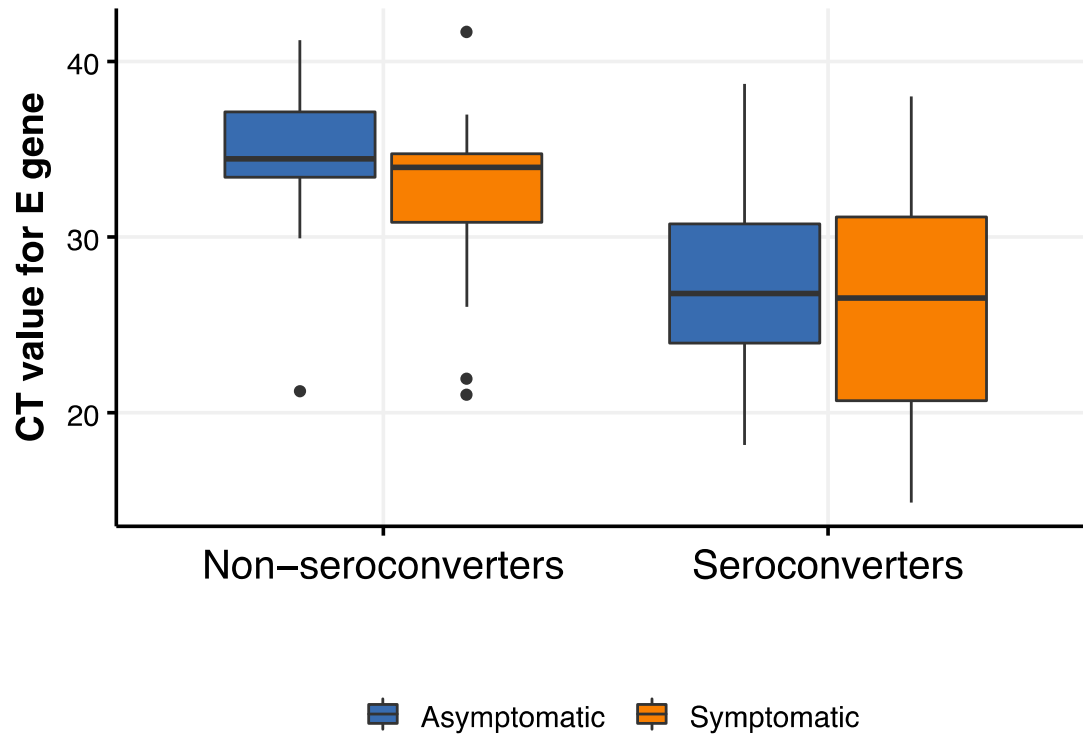 CT value for E gene
40
30
20
Non−seroconverters
Seroconverters
Asymptomatic
Symptomatic